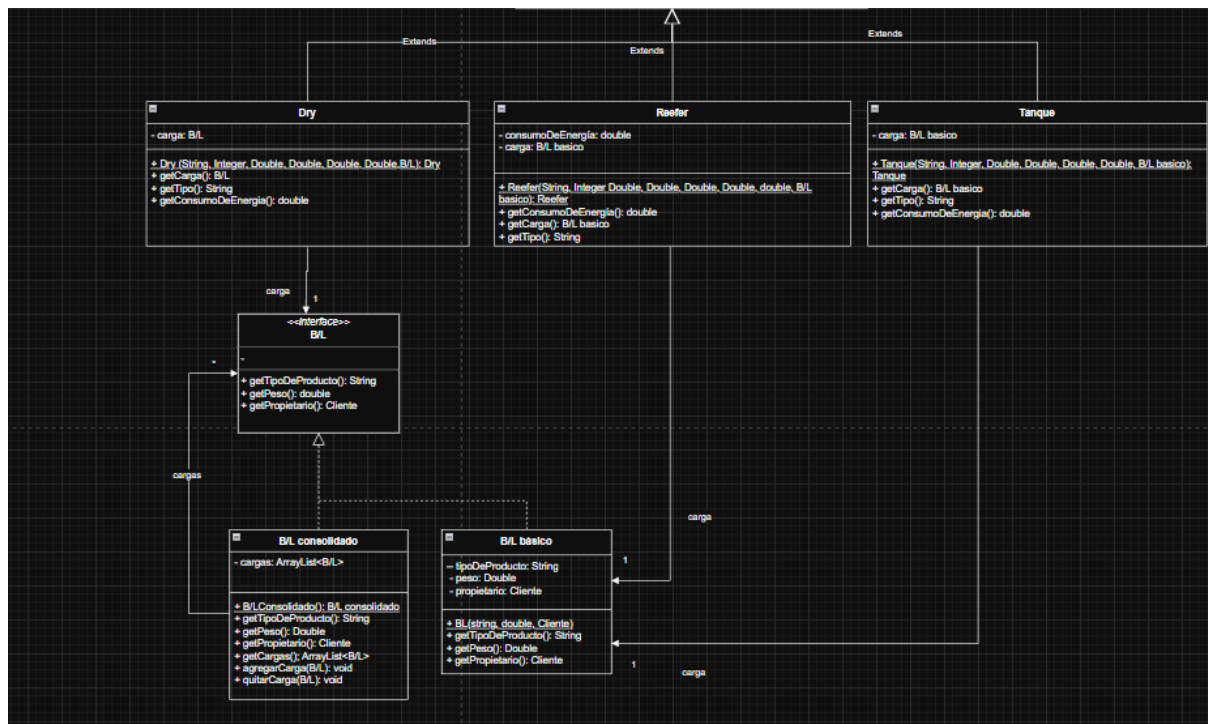 Extends
Extends
Extends
Dry
- carga: B/L
+ Dry (String, Integer, Double, Double, Double, Double,B/L): Dry
+ getCarga(): B/L
+ getTipo(): String
+ getConsumoDeEnergia(): double
Reefer
- consumoDeEnergía: double
- carga: B/L basico
+ Reefer(String, Integer Double, Double, Double, Double, double, B/L
basico): Reefer
+ getConsumoDeEnergía(): double
+ getCarga(): B/L basico
+ getTipo(): String
Tanque
- carga: B/L basico
+ Tanque(String, Integer, Double, Double, Double, Double, B/L basico):
Tanque
+ getCarga(): B/L basico
+ getTipo(): String
+ getConsumoDeEnergia(): double
carga
1
<<Interface>>
B/L
-
+ getTipoDeProducto(): String
+ getPeso(): double
+ getPropietario(): Cliente
*
cargas
B/L consolidado
- cargas: ArrayList<B/L>
+ B/LConsolidado(): B/L consolidado
+ getTipoDeProducto(): String
+ getPeso(): Double
+ getPropietario(): Cliente
+ getCargas(); ArrayList<B/L>
+ agregarCarga(B/L): void
+ quitarCarga(B/L): void
B/L básico
- tipoDeProducto: String
- peso: Double
- propietario: Cliente
+ BL(string, double, Cliente)
+ getTipoDeProducto(): String
+ getPeso(): Double
+ getPropietario(): Cliente
carga
1
1
carga